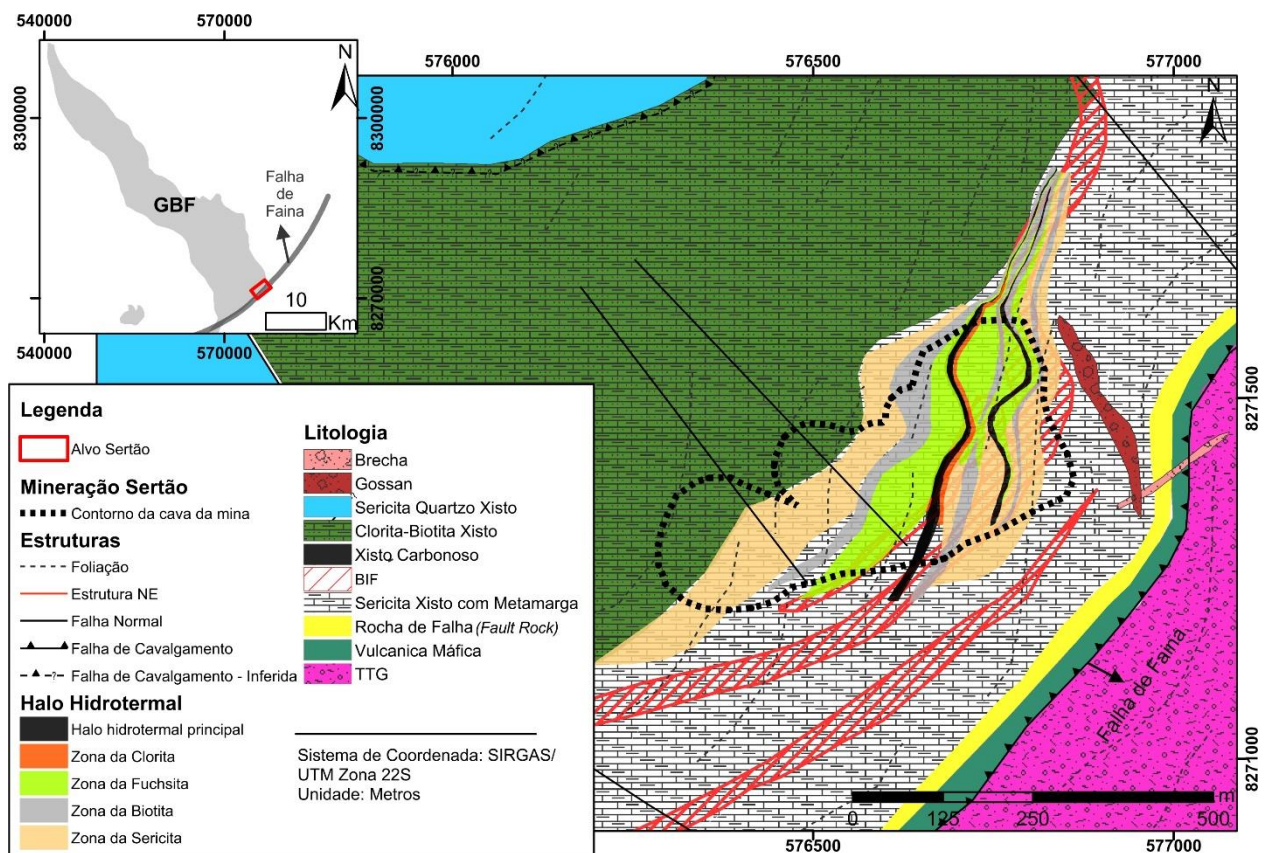 540000
570000
N
8300000
Falha
de
Faina
GBF
10
Km
8270000
540000
570000
576000
576500
577000
N
8271500
8271000
Falha de Faina
m
0
125
250
500
576500
577000
Legenda
Alvo Sertão
Mineração Sertão
Contorno da cava da mina
Estruturas
Foliação
Estrutura NE
Falha Normal
Falha de Cavalgamento
Falha de Cavalgamento - Inferida
Halo Hidrotermal
Halo hidrotermal principal
Zona da Clorita
Zona da Fuchsita
Zona da Biotita
Zona da Sericita
Litologia
Brecha
Gossan
Sericita Quartzo Xisto
Clorita-Biotita Xisto
Xisto Carbonoso
BIF
Sericita Xisto com Metamarga
Rocha de Falha (Fault Rock)
Vulcanica Máfica
TTG
Sistema de Coordenada: SIRGAS/
UTM Zona 22S
Unidade: Metros